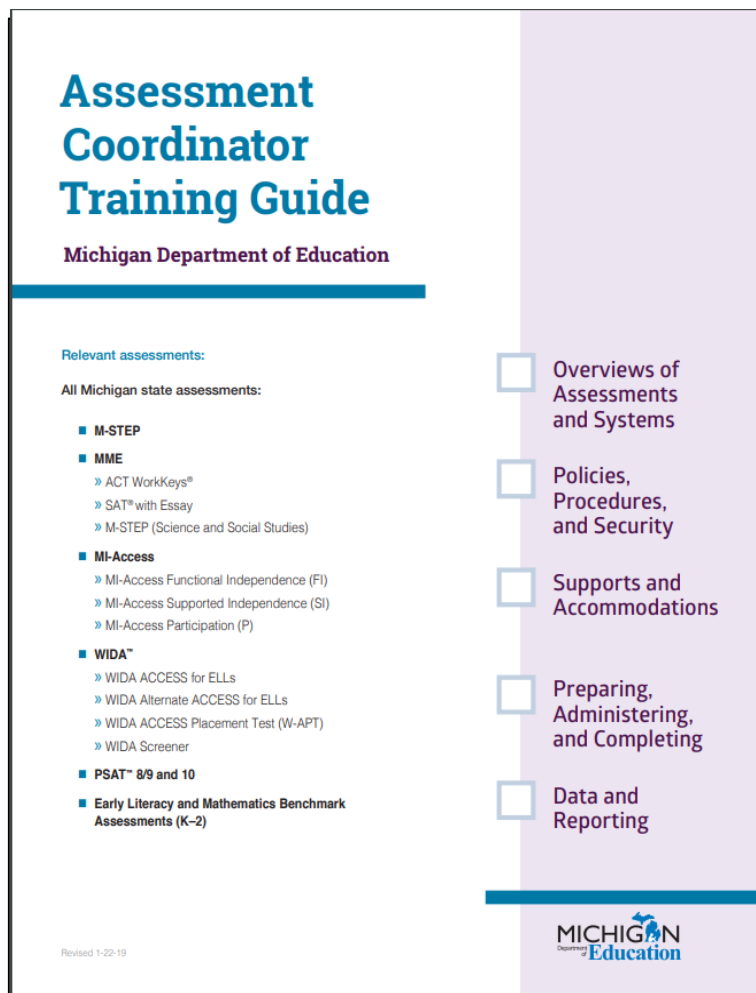 Assessment
Coordinator
Training Guide
Michigan Department of Education
Relevant assessments:
All Michigan state assessments:
M-STEP
MME
» ACT WorkKeys®
» SAT® with Essay
» M-STEP (Science and Social Studies)
MI-Access
» MI-Access Functional Independence (FI)
» MI-Access Supported Independence (SI)
» MI-Access Participation (P)
WIDA™
» WIDA ACCESS for ELLs
» WIDA Alternate ACCESS for ELLs
» WIDA ACCESS Placement Test (W-APT)
» WIDA Screener
PSAT™ 8/9 and 10
Early Literacy and Mathematics Benchmark
Assessments (K–2)
Revised 1-22-19
Overviews of
Assessments
and Systems
Policies,
Procedures,
and Security
Supports and
Accommodations
Preparing,
Administering,
and Completing
Data and
Reporting
MICHIGAN
Department of Education